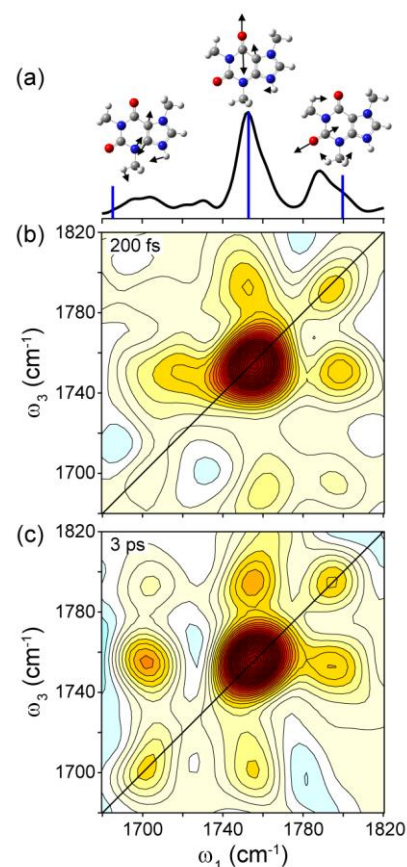 (a)
(b)
200 fs
1820
1780
1740
1700
ω₃ (cm⁻¹)
(c)
3 ps
1820
1780
1740
1700
ω₃ (cm⁻¹)
1700 1740 1780 1820
ω₁ (cm⁻¹)